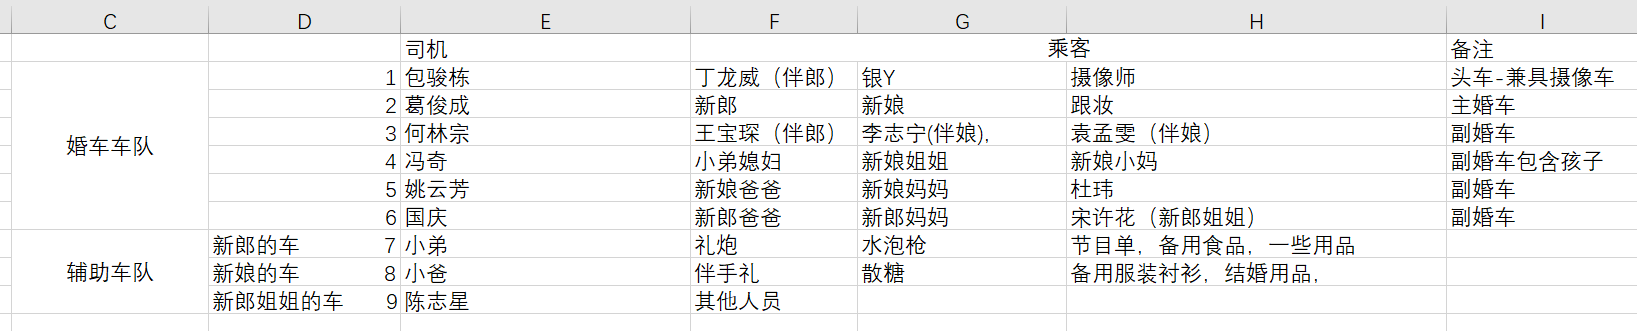 C D E F G H I
司机 乘客 备注
1 包骏栋 丁龙威（伴郎） 银Y 摄像师 头车-兼具摄像车
2 葛俊成 新郎 新娘 跟妆 主婚车
婚车车队 3 何林宗 王宝琛（伴郎） 李志宁(伴娘), 袁孟雯（伴娘） 副婚车
4 冯奇 小弟媳妇 新娘姐姐 新娘小妈 副婚车包含孩子
5 姚云芳 新娘爸爸 新娘妈妈 杜玮 副婚车
6 国庆 新郎爸爸 新郎妈妈 宋许花（新郎姐姐） 副婚车
新郎的车 7 小弟 礼炮 水泡枪 节目单，备用食品，一些用品
辅助车队 新娘的车 8 小爸 伴手礼 散糖 备用服装衬衫，结婚用品，
新郎姐姐的车 9 陈志星 其他人员